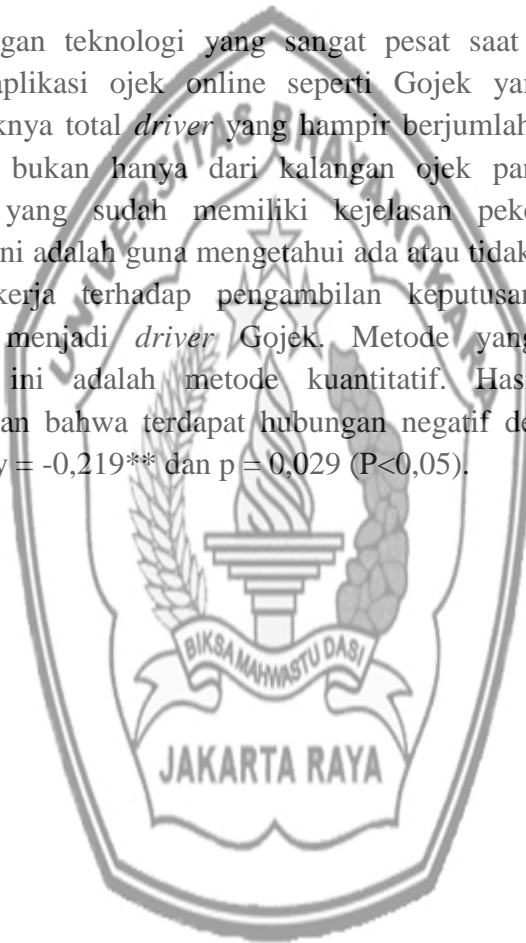 gan teknologi yang sangat pesat saat
aplikasi ojek online seperti Gojek yan
knya total driver yang hampir berjumlah
bukan hanya dari kalangan ojek pan
yang sudah memiliki kejelasan peke
ni adalah guna mengetahui ada atau tidak
kerja terhadap pengambilan keputusan
menjadi driver Gojek. Metode yang
ini adalah metode kuantitatif. Has
an bahwa terdapat hubungan negatif de
y = -0,219** dan p = 0,029 (P<0,05).
UNIVERSITAS BHAYANGKARA
BIKSA MAHWASTU DASI
JAKARTA RAYA